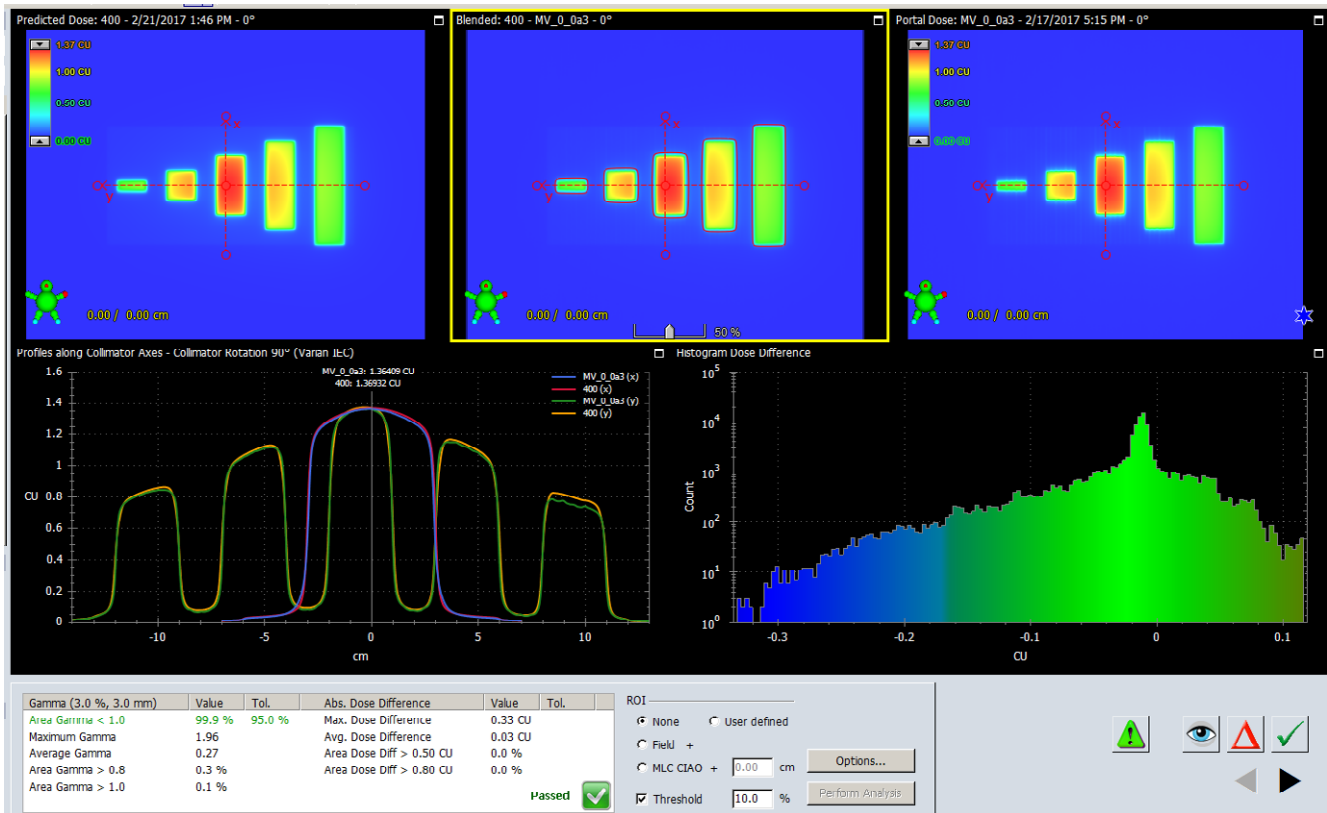 Predicted Dose: 400 - 2/21/2017 1:46 PM - 0°
Blended: 400 - MV_0_0a3 - 0°
Portal Dose: MV_0_0a3 - 2/17/2017 5:15 PM - 0°
1.37 CU
1.00 CU
0.50 CU
0.00 CU
x
y
0.00 / 0.00 cm
x
y
0.00 / 0.00 cm
50 %
1.37 CU
1.00 CU
0.50 CU
0.00 CU
x
y
0.00 / 0.00 cm
Profiles along Collimator Axes - Collimator Rotation 90° (Varian IEC)
MV_0_0a3: 1.36409 CU
400: 1.36932 CU
MV_0_0a3 (x)
400 (x)
MV_0_0a3 (y)
400 (y)
1.6
1.4
1.2
1
CU 0.8
0.6
0.4
0.2
0
-10 -5 0 5 10
cm
Histogram Dose Difference
10^5
10^4
10^3
10^2
10^1
10^0
Count
-0.3 -0.2 -0.1 0 0.1
CU
Gamma (3.0 %, 3.0 mm) Value Tol. Abs. Dose Difference Value Tol.
Area Gamma < 1.0 99.9 % 95.0 % Max. Dose Difference 0.33 CU
Maximum Gamma 1.96 Avg. Dose Difference 0.03 CU
Average Gamma 0.27 Area Dose Diff > 0.50 CU 0.0 %
Area Gamma > 0.8 0.3 % Area Dose Diff > 0.80 CU 0.0 %
Area Gamma > 1.0 0.1 %
Passed
ROI
None User defined
Field +
MLC CIAO + 0.00 cm
Threshold 10.0 %
Options...
Perform Analysis